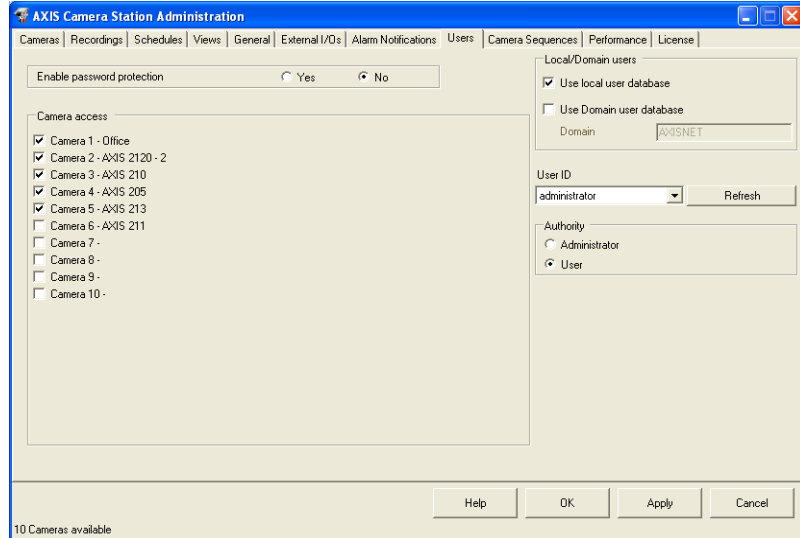 AXIS Camera Station Administration
Cameras Recordings Schedules Views General External I/Os Alarm Notifications Users Camera Sequences Performance License
Enable password protection Yes No
Camera access
Camera 1 - Office
Camera 2 - AXIS 2120 - 2
Camera 3 - AXIS 210
Camera 4 - AXIS 205
Camera 5 - AXIS 213
Camera 6 - AXIS 211
Camera 7 -
Camera 8 -
Camera 9 -
Camera 10 -
Local/Domain users
Use local user database
Use Domain user database
Domain AXISNET
User ID
administrator Refresh
Authority
Administrator
User
Help OK Apply Cancel
10 Cameras available